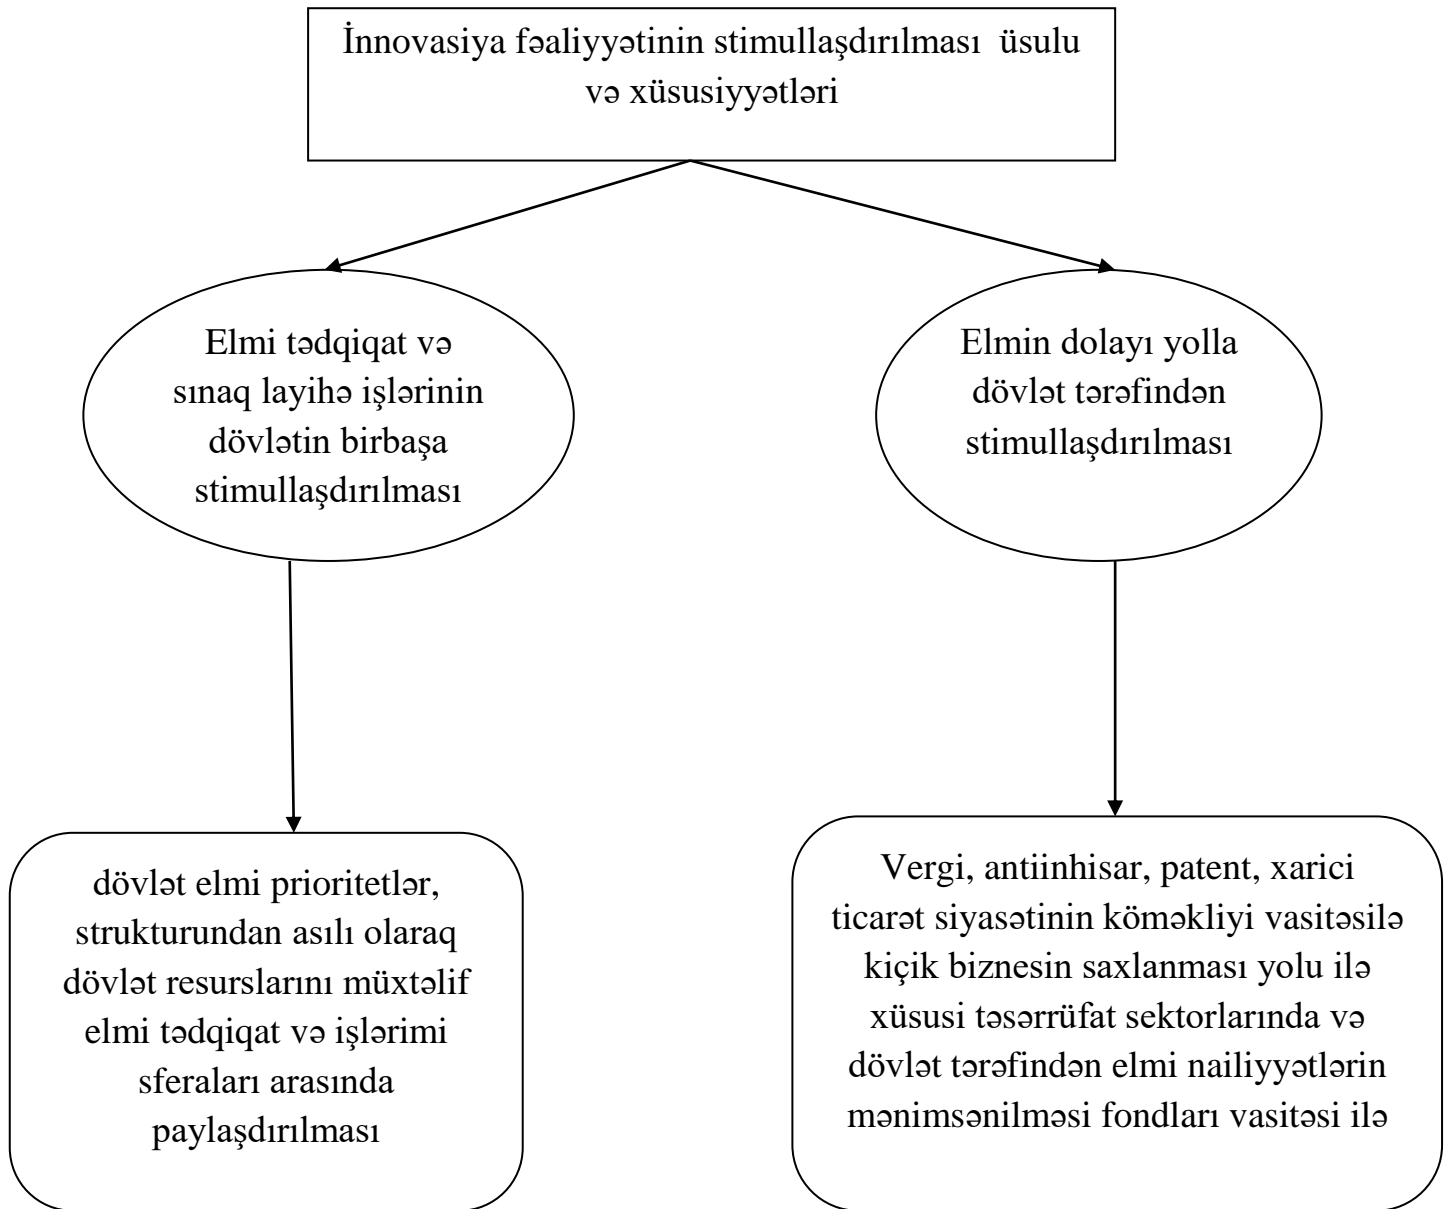 İnnovasiya fəaliyyətinin stimullaşdırılması üsulu
və xüsusiyyətləri
Elmi tədqiqat və
sınaq layihə işlərinin
dövlətin birbaşa
stimullaşdırılması
Elmin dolayı yolla
dövlət tərəfindən
stimullaşdırılması
dövlət elmi prioritetlər,
strukturundan asılı olaraq
dövlət resurslarını müxtəlif
elmi tədqiqat və işlərimi
sferaları arasında
paylaşdırılması
Vergi, antiinhisar, patent, xarici
ticarət siyasətinin köməkliyi vasitəsilə
kiçik biznesin saxlanması yolu ilə
xüsusi təsərrüfat sektorlarında və
dövlət tərəfindən elmi nailiyyətlərin
mənimsənilməsi fondları vasitəsi ilə